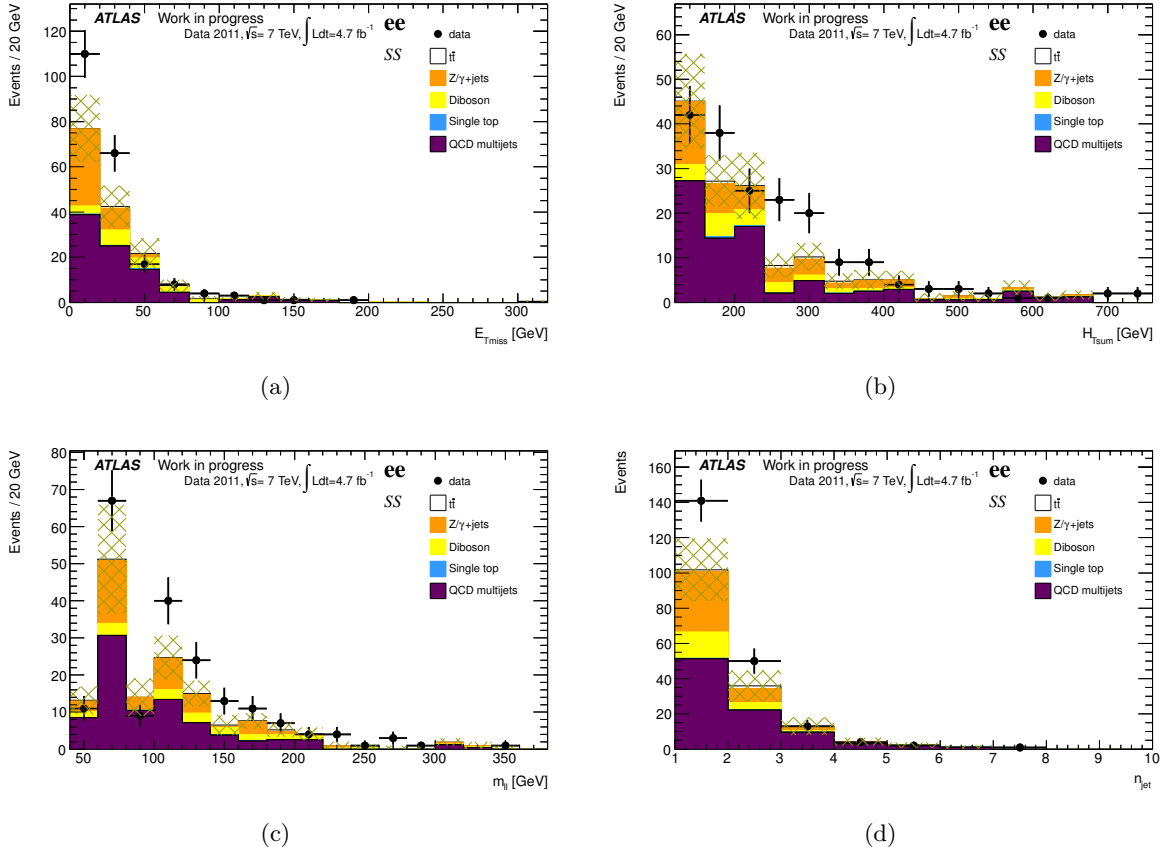 Events / 20 GeV
120
100
80
60
40
20
0
ATLAS Work in progress
Data 2011, √s= 7 TeV, ∫ Ldt=4.7 fb⁻¹
ee
SS
data
tt̄
Z/γ+jets
Diboson
Single top
QCD multijets
0 50 100 150 200 250 300
E_Tmiss [GeV]
(a)
Events / 20 GeV
60
50
40
30
20
10
0
ATLAS Work in progress
Data 2011, √s= 7 TeV, ∫ Ldt=4.7 fb⁻¹
ee
SS
data
tt̄
Z/γ+jets
Diboson
Single top
QCD multijets
200 300 400 500 600 700
H_Tsum [GeV]
(b)
Events / 20 GeV
80
70
60
50
40
30
20
10
0
ATLAS Work in progress
Data 2011, √s= 7 TeV, ∫ Ldt=4.7 fb⁻¹
ee
SS
data
tt̄
Z/γ+jets
Diboson
Single top
QCD multijets
50 100 150 200 250 300 350
m_ll [GeV]
(c)
Events
160
140
120
100
80
60
40
20
0
ATLAS Work in progress
Data 2011, √s= 7 TeV, ∫ Ldt=4.7 fb⁻¹
ee
SS
data
tt̄
Z/γ+jets
Diboson
Single top
QCD multijets
1 2 3 4 5 6 7 8 9 10
n_jet
(d)